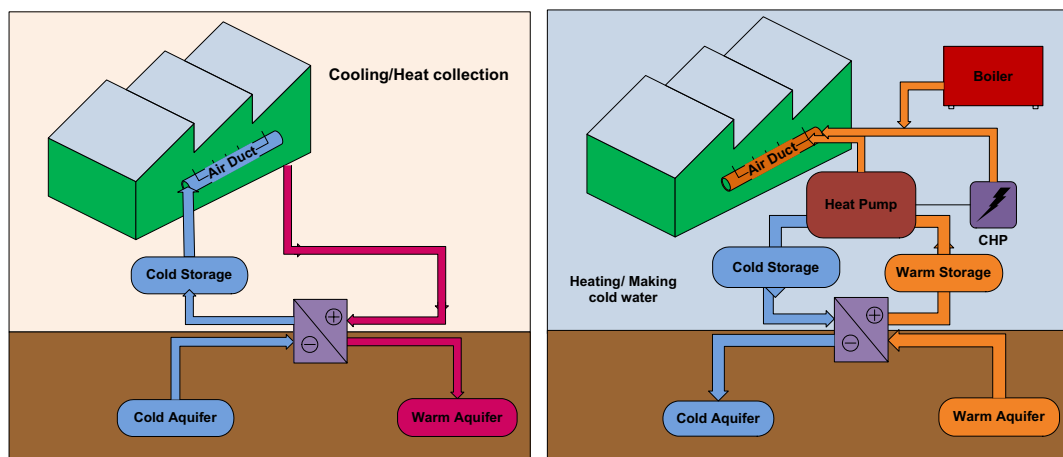 Cooling/Heat collection
Air Duct
Cold Storage
Cold Aquifer
Warm Aquifer
Boiler
Air Duct
Heat Pump
CHP
Cold Storage
Warm Storage
Heating/ Making
cold water
Cold Aquifer
Warm Aquifer